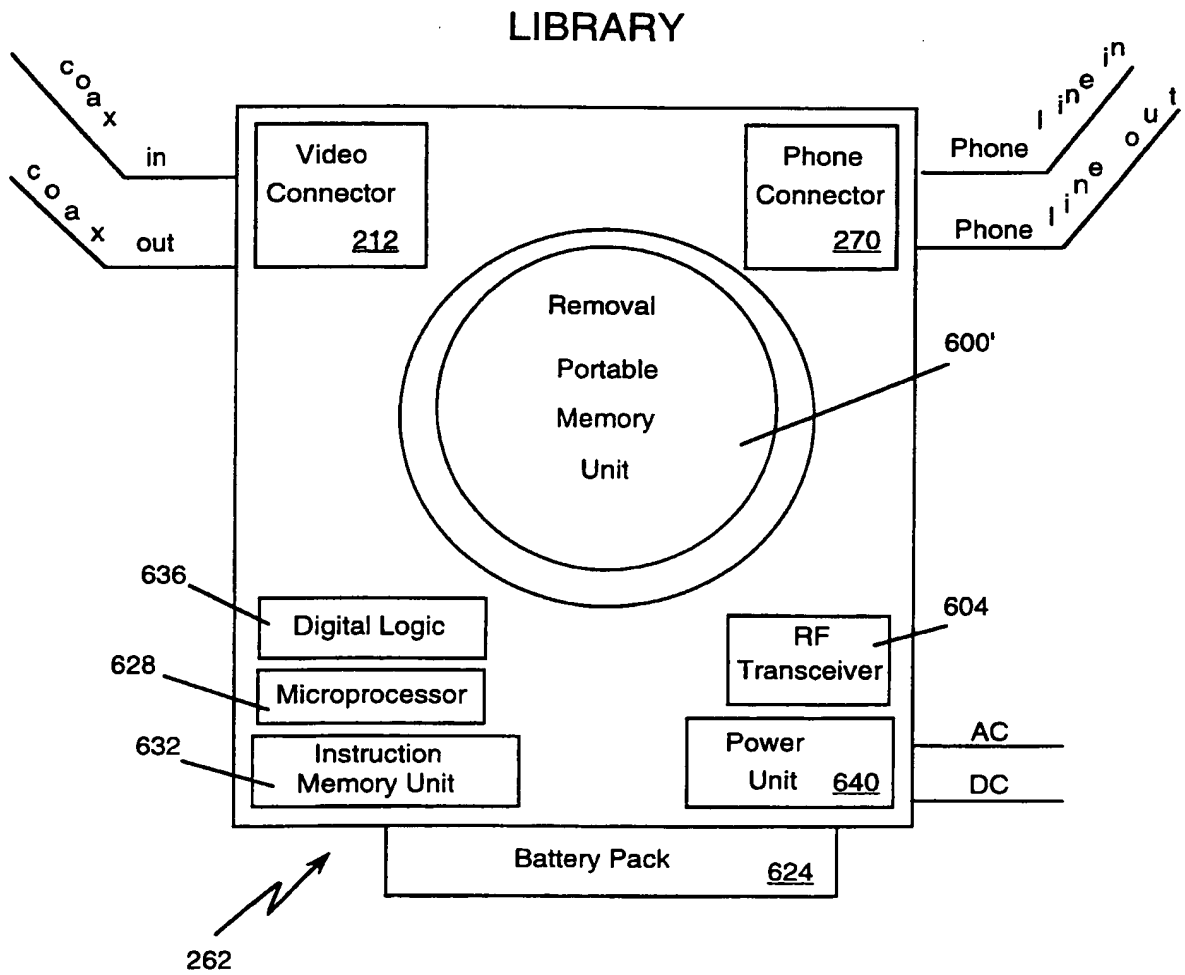 LIBRARY
coax in
coax out
Video
Connector
212
Phone
Connector
270
Phone line in
Phone line out
Removal
Portable
Memory
Unit
600'
636
Digital Logic
628
Microprocessor
632
Instruction
Memory Unit
604
RF
Transceiver
Power
Unit
640
AC
DC
Battery Pack
624
262